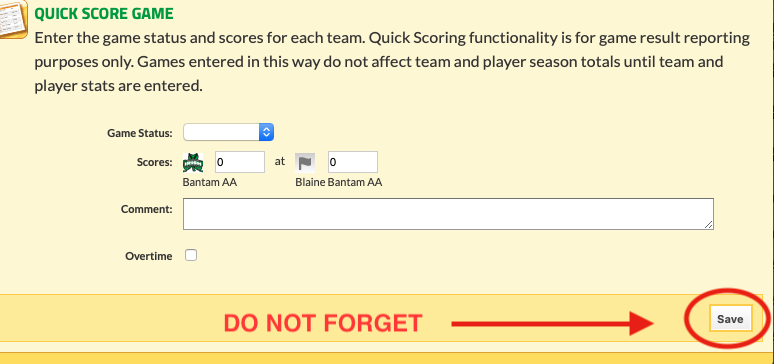 QUICK SCORE GAME
Enter the game status and scores for each team. Quick Scoring functionality is for game result reporting
purposes only. Games entered in this way do not affect team and player season totals until team and
player stats are entered.
Game Status:
Scores: 0 at 0
Bantam AA Blaine Bantam AA
Comment:
Overtime
DO NOT FORGET Save